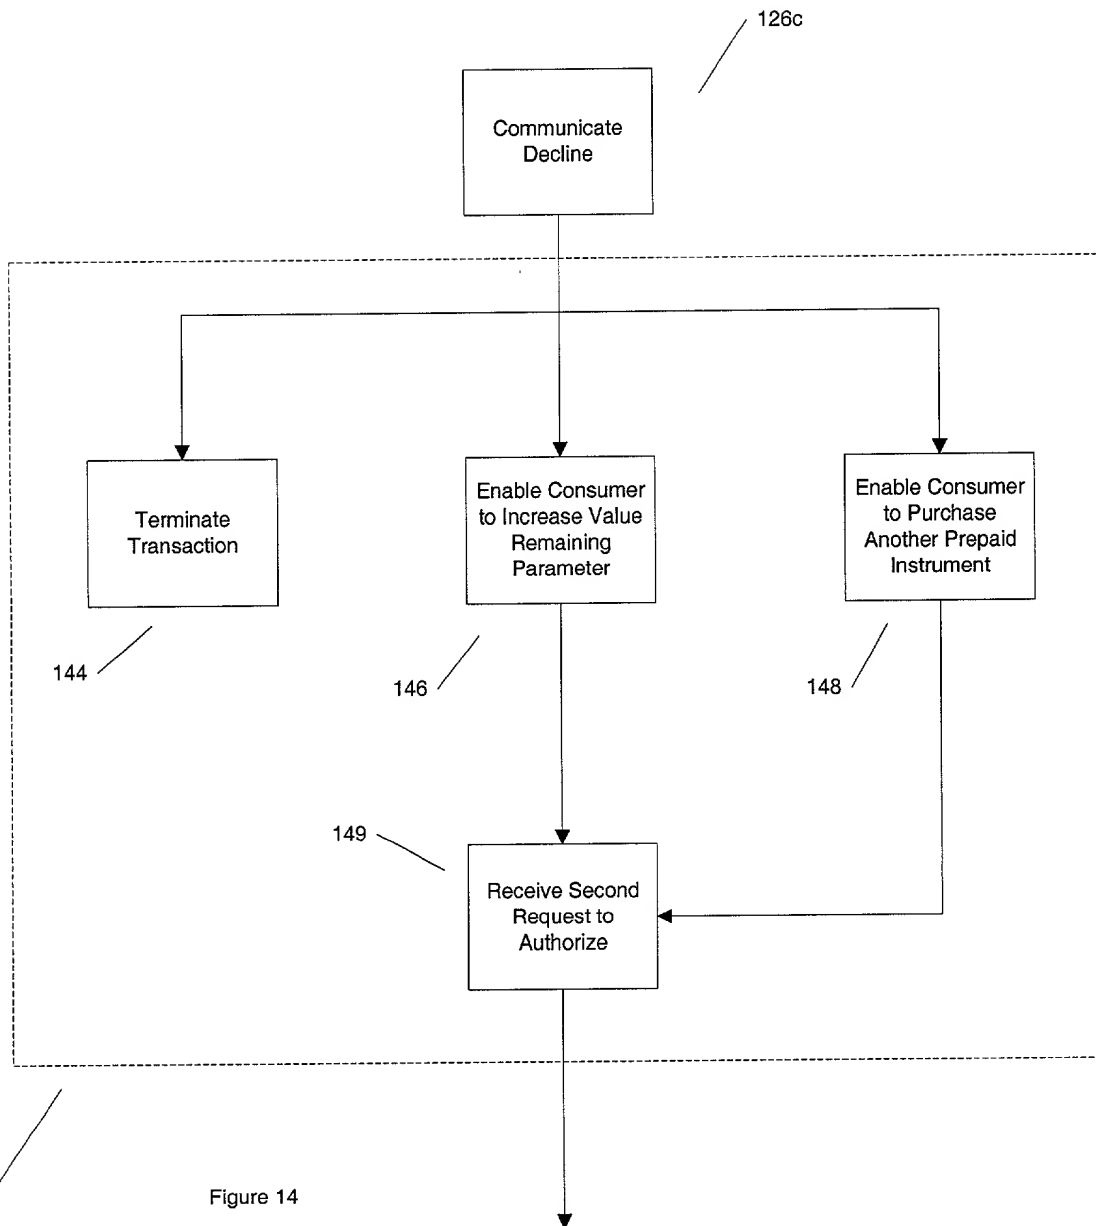 126c
Communicate
Decline
Terminate
Transaction
Enable Consumer
to Increase Value
Remaining
Parameter
Enable Consumer
to Purchase
Another Prepaid
Instrument
144
146
148
149
Receive Second
Request to
Authorize
Figure 14